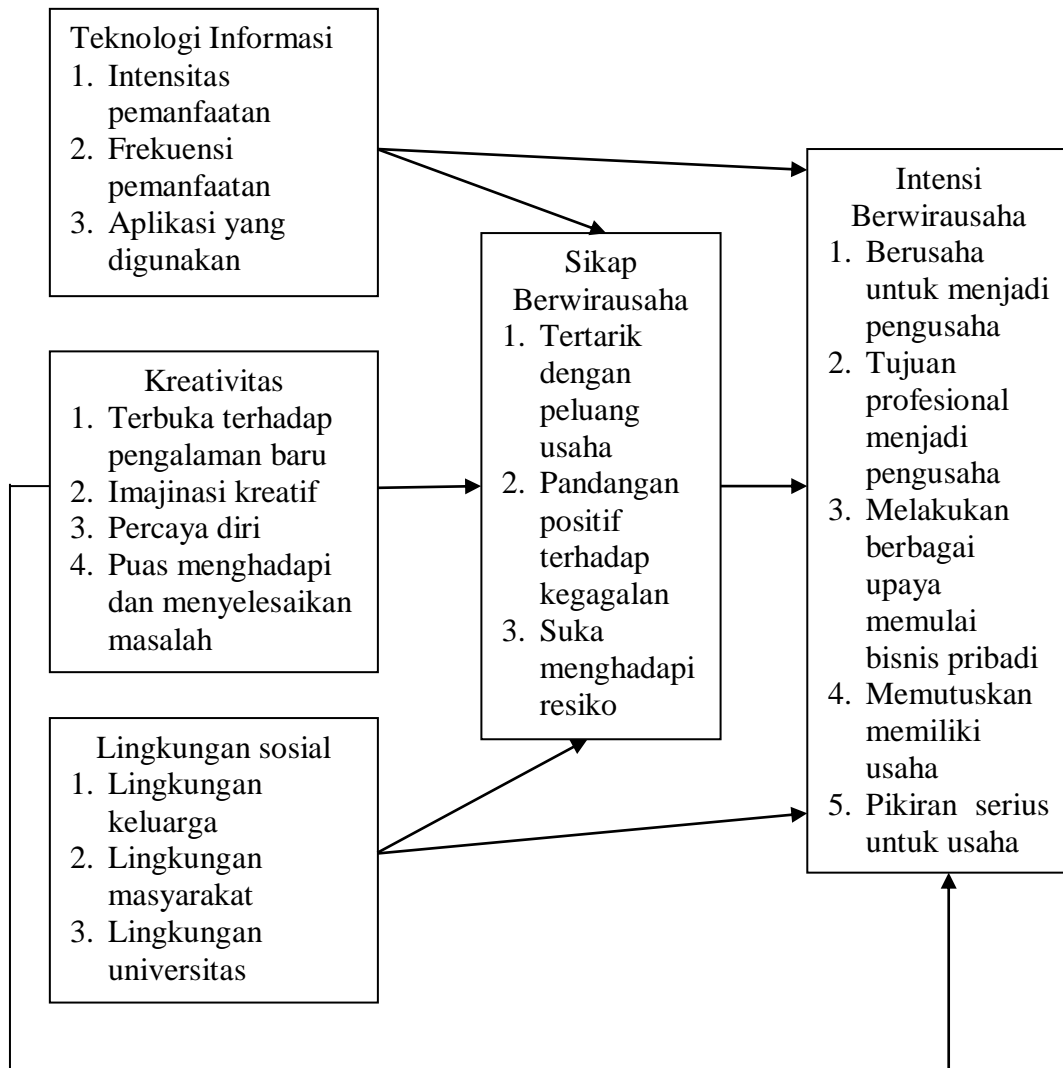 Teknologi Informasi
1. Intensitas
pemanfaatan
2. Frekuensi
pemanfaatan
3. Aplikasi yang
digunakan
Kreativitas
1. Terbuka terhadap
pengalaman baru
2. Imajinasi kreatif
3. Percaya diri
4. Puas menghadapi
dan menyelesaikan
masalah
Lingkungan sosial
1. Lingkungan
keluarga
2. Lingkungan
masyarakat
3. Lingkungan
universitas
Sikap
Berwirausaha
1. Tertarik
dengan
peluang
usaha
2. Pandangan
positif
terhadap
kegagalan
3. Suka
menghadapi
resiko
Intensi
Berwirausaha
1. Berusaha
untuk menjadi
pengusaha
2. Tujuan
profesional
menjadi
pengusaha
3. Melakukan
berbagai
upaya
memulai
bisnis pribadi
4. Memutuskan
memiliki
usaha
5. Pikiran serius
untuk usaha